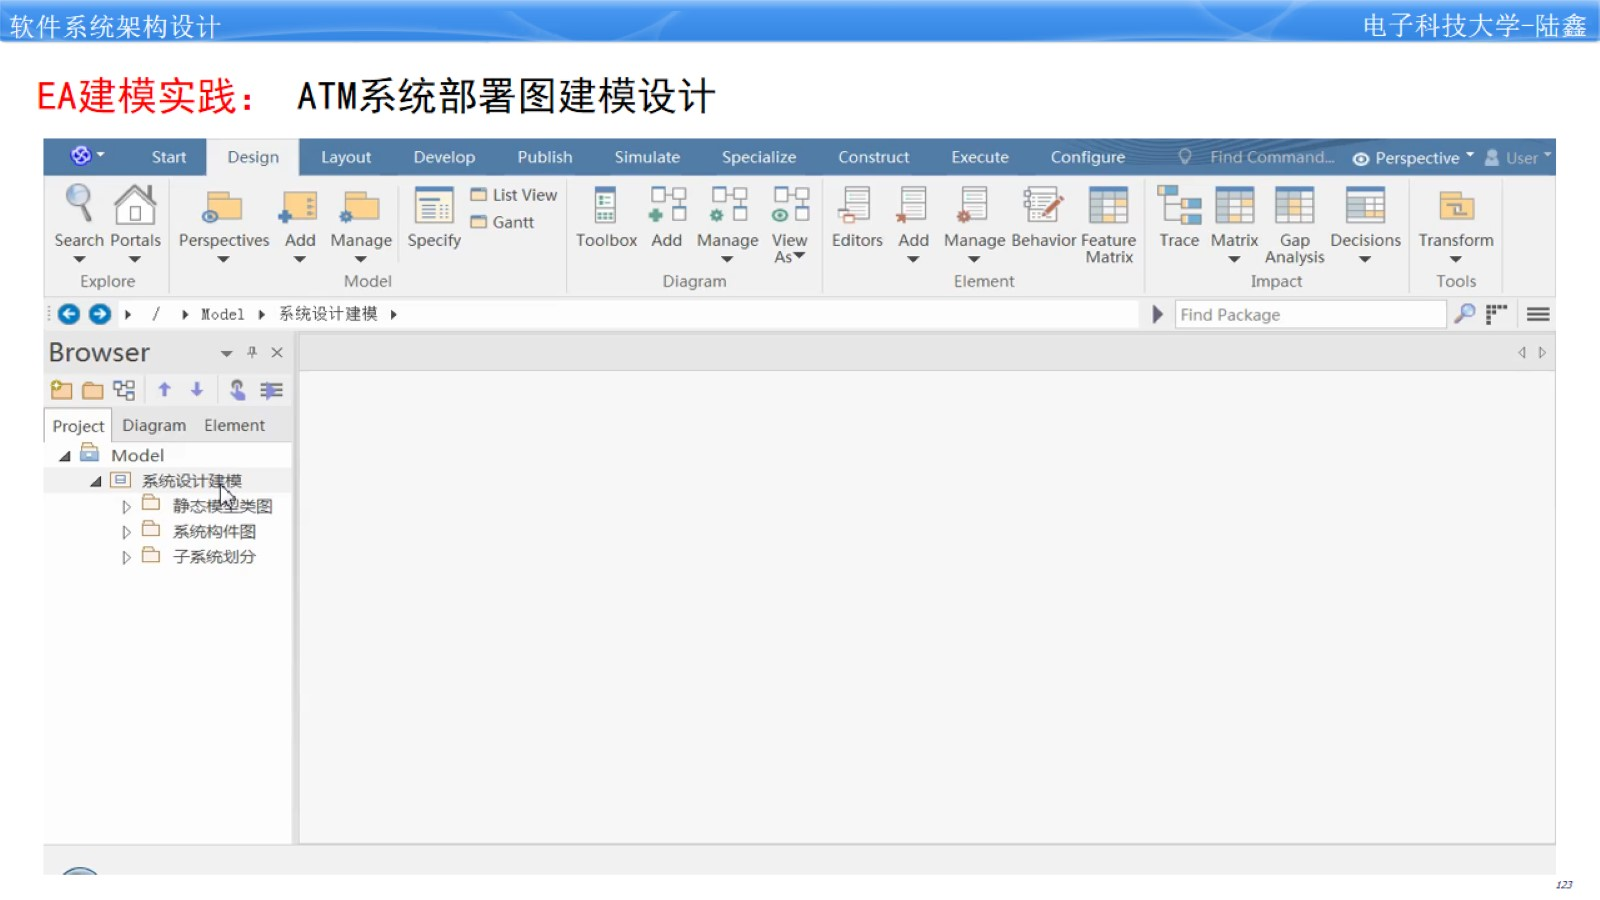 软件系统架构设计
电子科技大学-陆鑫
EA建模实践： ATM系统部署图建模设计
Start Design Layout Develop Publish Simulate Specialize Construct Execute Configure Find Command... Perspective User
List View
Gantt
Search Portals Perspectives Add Manage Specify Toolbox Add Manage View As Editors Add Manage Behavior Feature Matrix Trace Matrix Gap Analysis Decisions Transform
Explore Model Diagram Element Impact Tools
/ Model 系统设计建模 Find Package
Browser
Project Diagram Element
Model
系统设计建模
静态模型类图
系统构件图
子系统划分
123